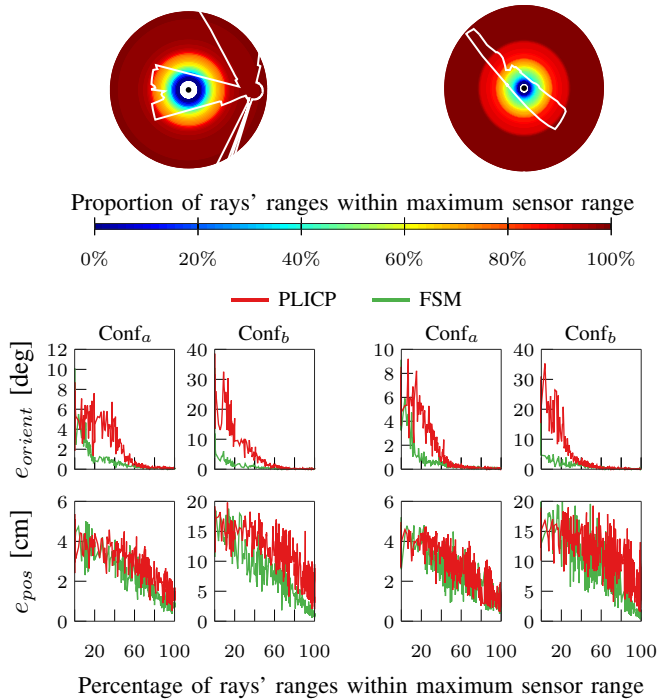 Proportion of rays' ranges within maximum sensor range
0% 20% 40% 60% 80% 100%
PLICP FSM
Conf_a Conf_b Conf_a Conf_b
e_orient [deg]
12 10 8 6 4 2 0
40 30 20 10 0
10 8 6 4 2 0
40 30 20 10 0
e_pos [cm]
6 4 2 0
20 15 10 5 0
6 4 2 0
20 15 10 5 0
20 60 100 20 60 100 20 60 100 20 60 100
Percentage of rays' ranges within maximum sensor range